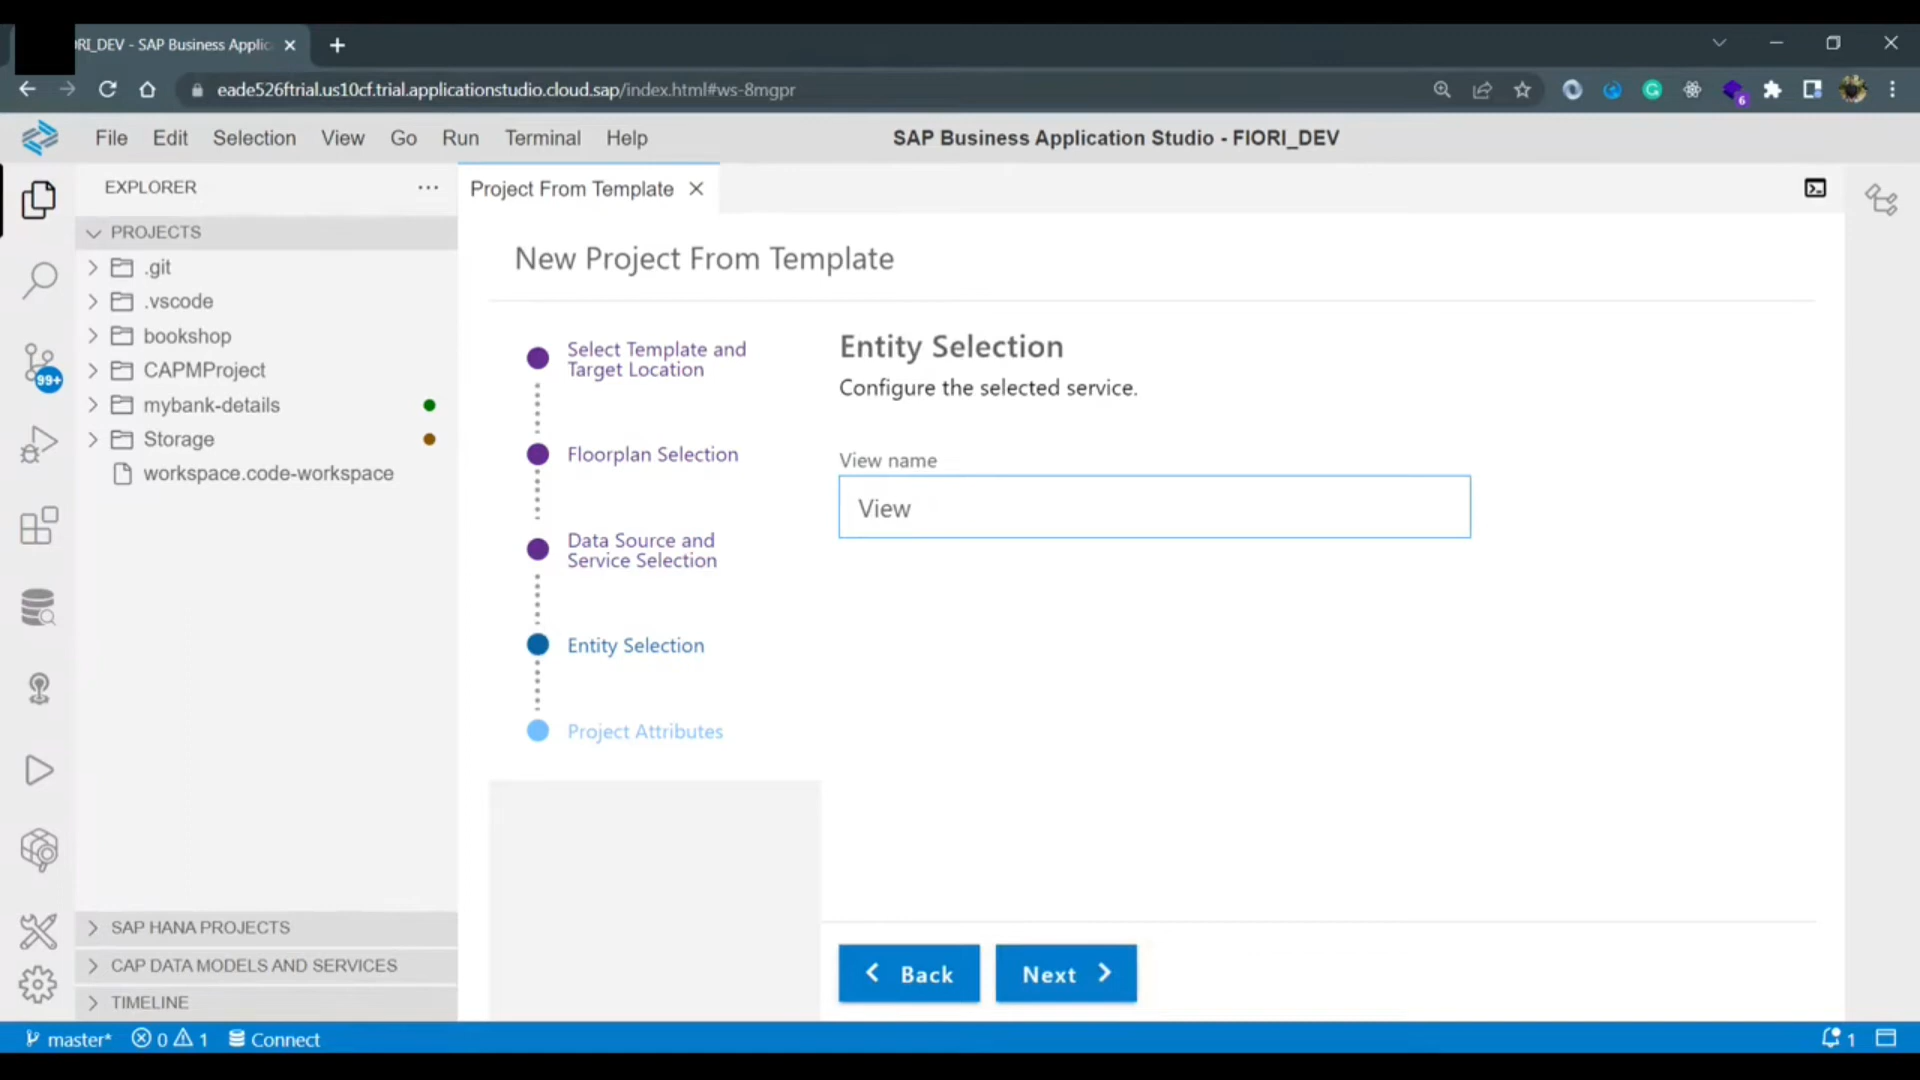 RI_DEV - SAP Business Applic
eade526ftrial.us10cf.trial.applicationstudio.cloud.sap/index.html#ws-8mgpr
6
File Edit Selection View Go Run Terminal Help
SAP Business Application Studio - FIORI_DEV
EXPLORER
Project From Template
PROJECTS
.git
.vscode
bookshop
CAPMProject
mybank-details
Storage
workspace.code-workspace
99+
New Project From Template
Select Template and
Target Location
Floorplan Selection
Data Source and
Service Selection
Entity Selection
Project Attributes
Entity Selection
Configure the selected service.
View name
View
Back
Next
SAP HANA PROJECTS
CAP DATA MODELS AND SERVICES
TIMELINE
master* 0 1 Connect
1